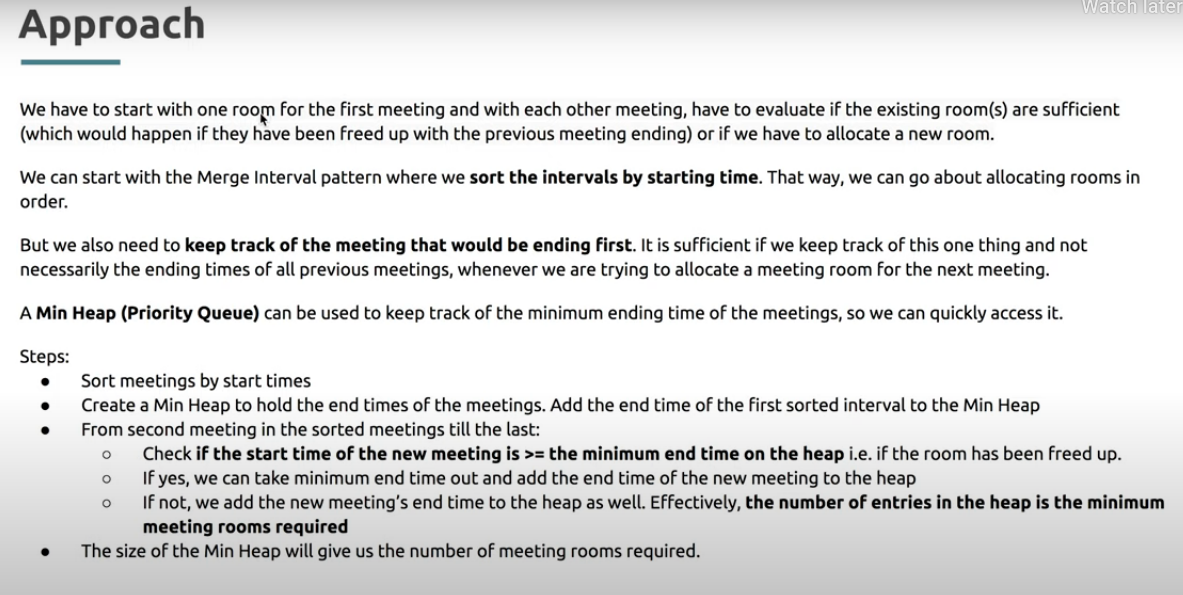 Watch later
Approach
We have to start with one room for the first meeting and with each other meeting, have to evaluate if the existing room(s) are sufficient
(which would happen if they have been freed up with the previous meeting ending) or if we have to allocate a new room.
We can start with the Merge Interval pattern where we sort the intervals by starting time. That way, we can go about allocating rooms in
order.
But we also need to keep track of the meeting that would be ending first. It is sufficient if we keep track of this one thing and not
necessarily the ending times of all previous meetings, whenever we are trying to allocate a meeting room for the next meeting.
A Min Heap (Priority Queue) can be used to keep track of the minimum ending time of the meetings, so we can quickly access it.
Steps:
● Sort meetings by start times
● Create a Min Heap to hold the end times of the meetings. Add the end time of the first sorted interval to the Min Heap
● From second meeting in the sorted meetings till the last:
○ Check if the start time of the new meeting is >= the minimum end time on the heap i.e. if the room has been freed up.
○ If yes, we can take minimum end time out and add the end time of the new meeting to the heap
○ If not, we add the new meeting's end time to the heap as well. Effectively, the number of entries in the heap is the minimum
meeting rooms required
● The size of the Min Heap will give us the number of meeting rooms required.